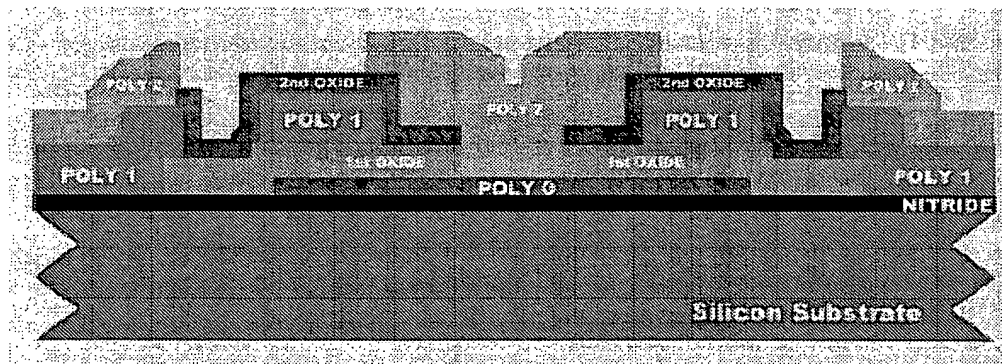 POLY 2
2nd OXIDE
2nd OXIDE
POLY 2
POLY 1
POLY 2
POLY 1
1st OXIDE
1st OXIDE
POLY 1
POLY 0
POLY 1
NITRIDE
Silicon Substrate